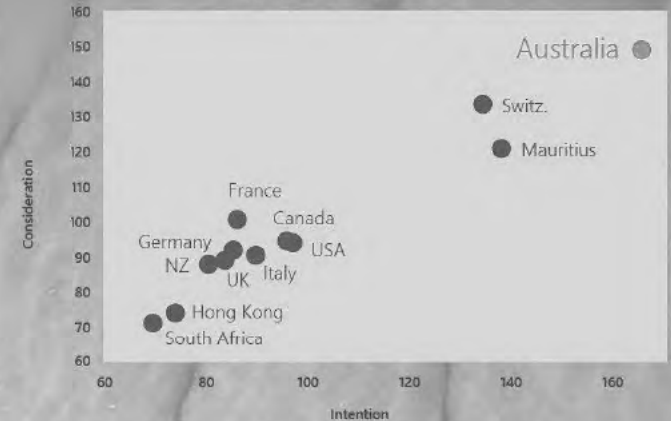 160
150
140
130
120
110
100
90
80
70
60
Consideration
Australia
Switz.
Mauritius
France
Canada
Germany
USA
NZ
UK
Italy
Hong Kong
South Africa
60
80
100
120
140
160
Intention